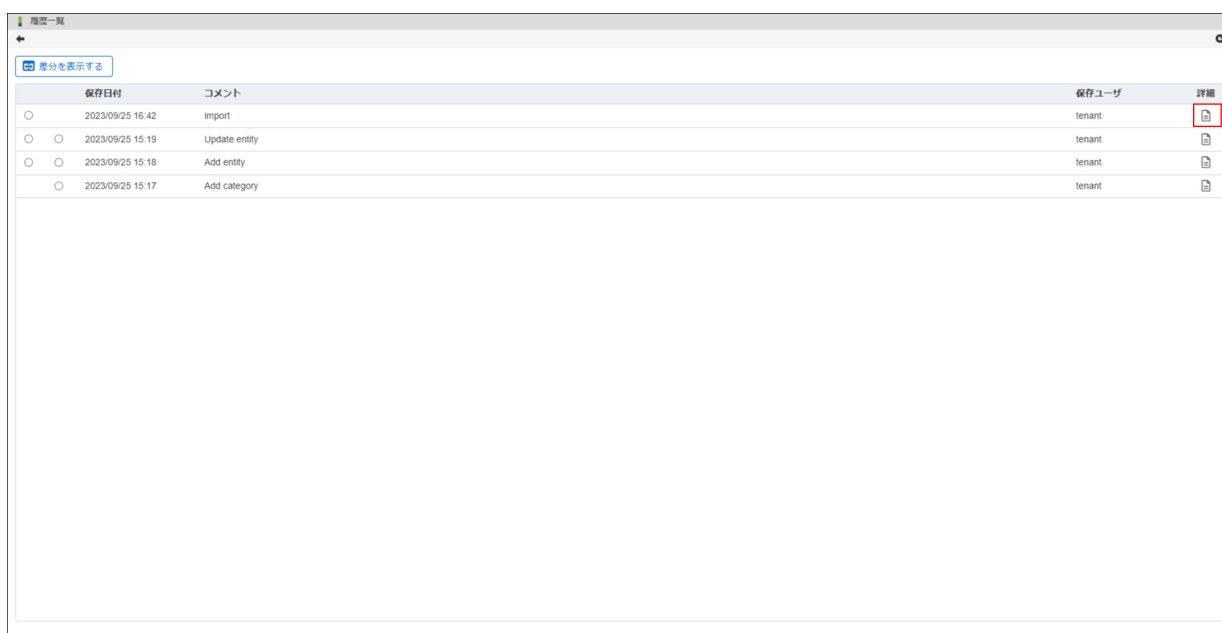 履歴一覧
差分を表示する
保存日付 コメント 保存ユーザ 詳細
2023/09/25 16:42 import tenant
2023/09/25 15:19 Update entity tenant
2023/09/25 15:18 Add entity tenant
2023/09/25 15:17 Add category tenant